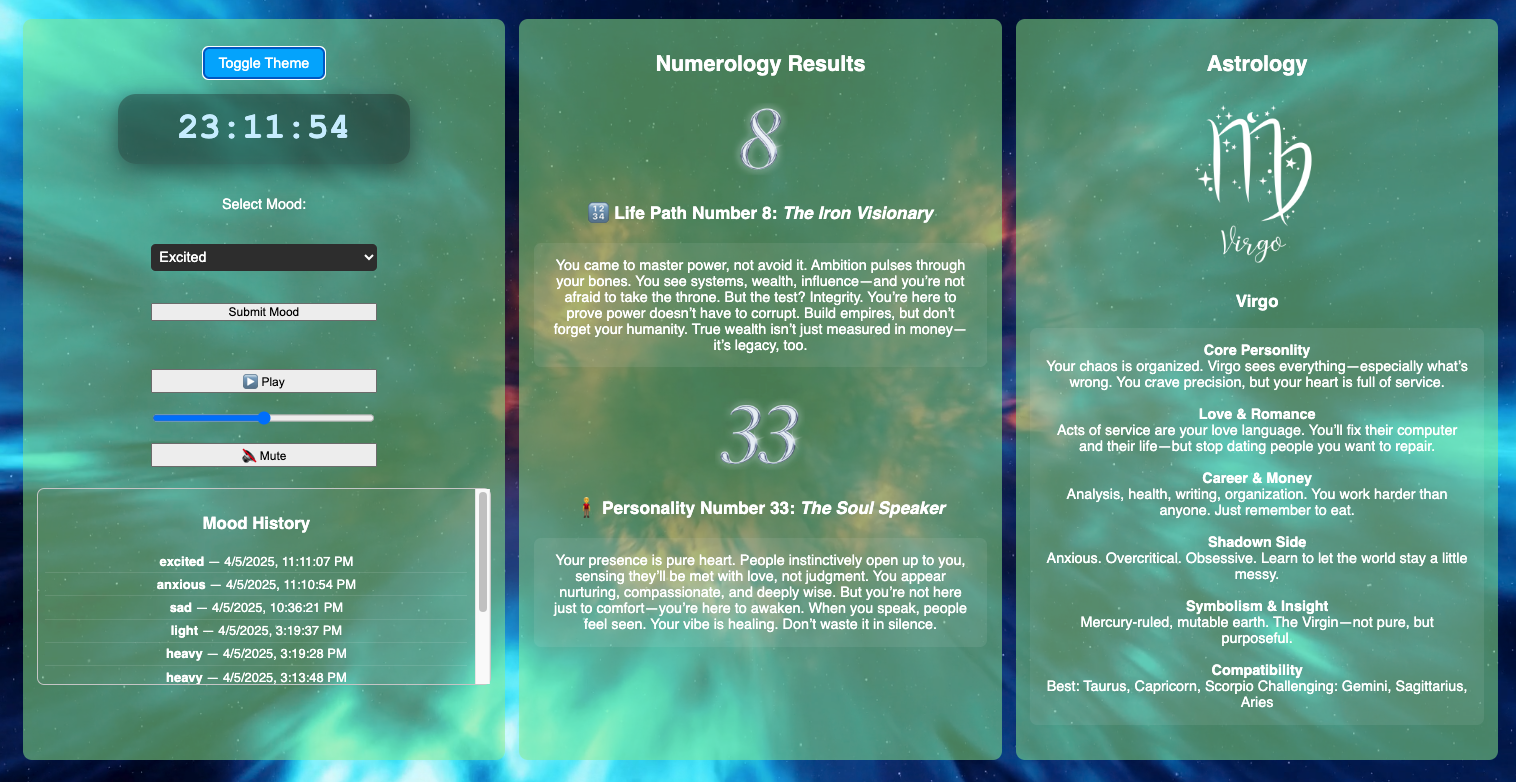 Toggle Theme
23:11:54
Select Mood:
Excited
Submit Mood
▶️ Play
🔇 Mute
Mood History
excited — 4/5/2025, 11:11:07 PM
anxious — 4/5/2025, 11:10:54 PM
sad — 4/5/2025, 10:36:21 PM
light — 4/5/2025, 3:19:37 PM
heavy — 4/5/2025, 3:19:28 PM
heavy — 4/5/2025, 3:13:48 PM
Numerology Results
8
🔢 Life Path Number 8: The Iron Visionary
You came to master power, not avoid it. Ambition pulses through
your bones. You see systems, wealth, influence—and you’re not
afraid to take the throne. But the test? Integrity. You’re here to
prove power doesn’t have to corrupt. Build empires, but don’t
forget your humanity. True wealth isn’t just measured in money—
it’s legacy, too.
33
🧍 Personality Number 33: The Soul Speaker
Your presence is pure heart. People instinctively open up to you,
sensing they’ll be met with love, not judgment. You appear
nurturing, compassionate, and deeply wise. But you’re not here
just to comfort—you’re here to awaken. When you speak, people
feel seen. Your vibe is healing. Don’t waste it in silence.
Astrology
Virgo
Virgo
Core Personlity
Your chaos is organized. Virgo sees everything—especially what’s
wrong. You crave precision, but your heart is full of service.
Love & Romance
Acts of service are your love language. You’ll fix their computer
and their life—but stop dating people you want to repair.
Career & Money
Analysis, health, writing, organization. You work harder than
anyone. Just remember to eat.
Shadown Side
Anxious. Overcritical. Obsessive. Learn to let the world stay a little
messy.
Symbolism & Insight
Mercury-ruled, mutable earth. The Virgin—not pure, but
purposeful.
Compatibility
Best: Taurus, Capricorn, Scorpio Challenging: Gemini, Sagittarius,
Aries